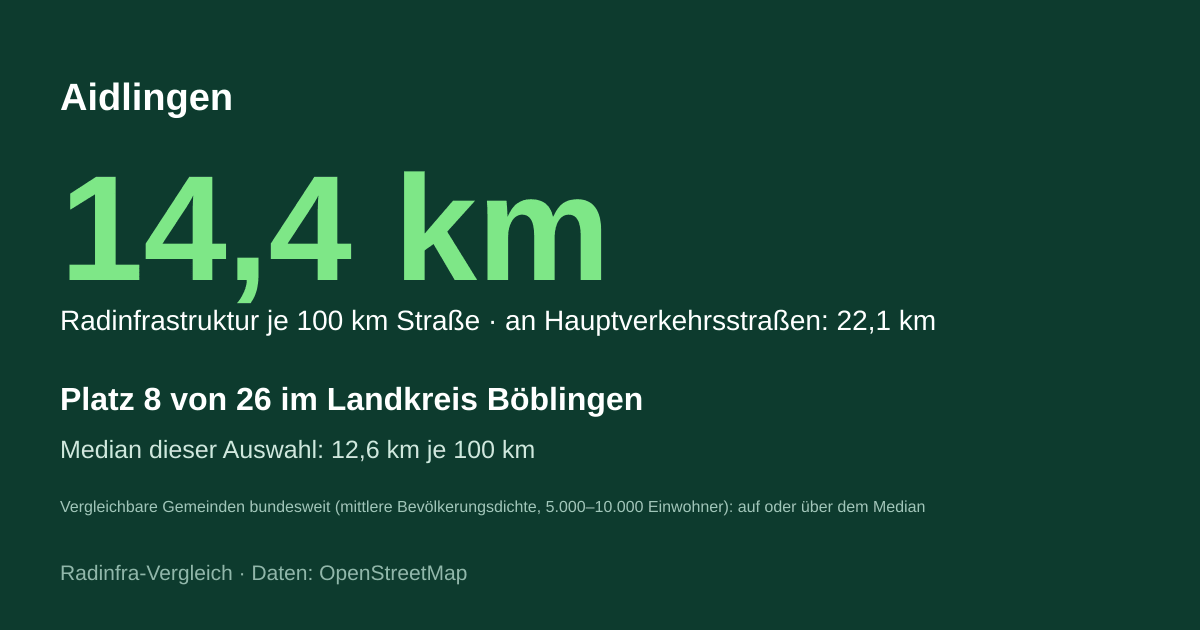 Aidlingen
14,4 km
Radinfrastruktur je 100 km Straße · an Hauptverkehrsstraßen: 22,1 km
Platz 8 von 26 im Landkreis Böblingen
Median dieser Auswahl: 12,6 km je 100 km
Vergleichbare Gemeinden bundesweit (mittlere Bevölkerungsdichte, 5.000–10.000 Einwohner): auf oder über dem Median
Radinfra-Vergleich · Daten: OpenStreetMap